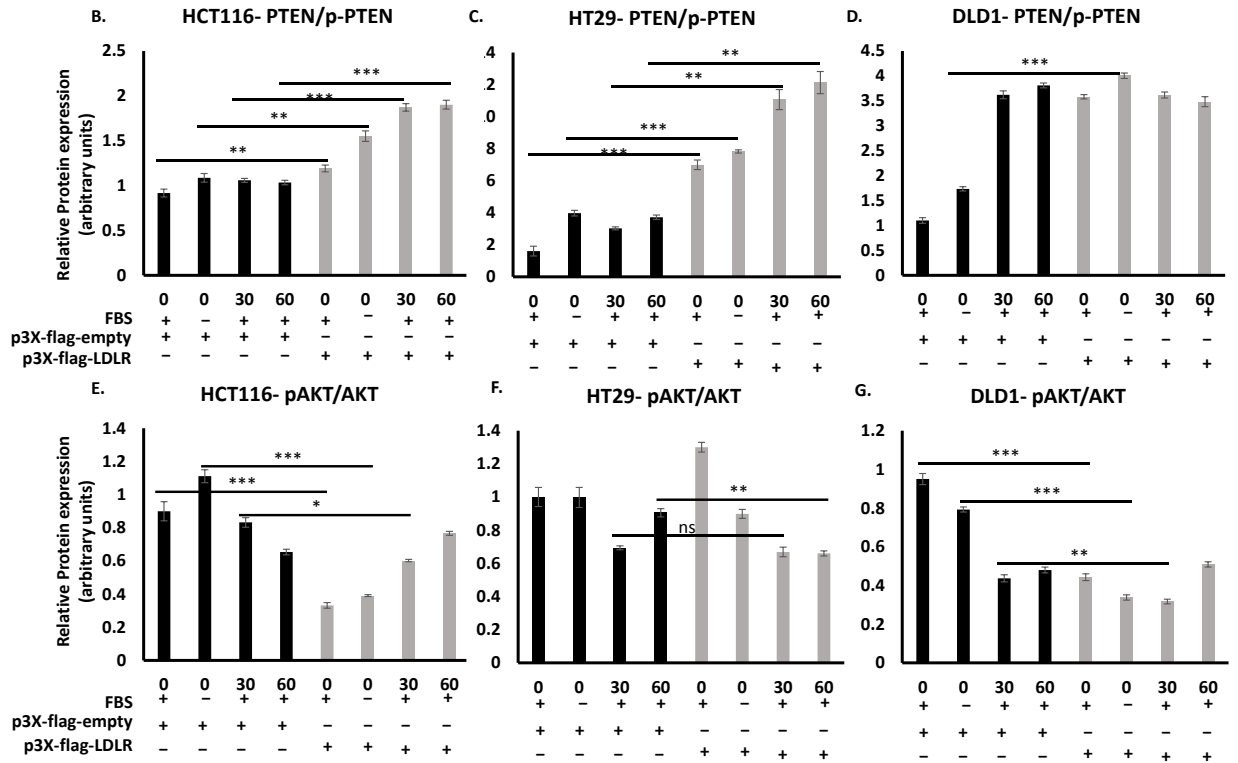 B. HCT116- PTEN/p-PTEN
Relative Protein expression
(arbitrary units)
2.5
2
1.5
1
0.5
0
**
**
***
***
0 0 30 60 0 0 30 60
FBS + − + + + − + +
p3X-flag-empty + + + + − − − −
p3X-flag-LDLR − − − − + + + +
C. HT29- PTEN/p-PTEN
4
2
0
8
6
4
2
0
***
***
**
**
0 0 30 60 0 0 30 60
+ − + + + − + +
+ + + + − − − −
− − − − + + + +
D. DLD1- PTEN/p-PTEN
4.5
4
3.5
3
2.5
2
1.5
1
0.5
0
***
0 0 30 60 0 0 30 60
+ − + + + − + +
+ + + + − − − −
− − − − + + + +
E. HCT116- pAKT/AKT
Relative Protein expression
(arbitrary units)
1.4
1.2
1
0.8
0.6
0.4
0.2
0
***
***
*
0 0 30 60 0 0 30 60
FBS + − + + + − + +
p3X-flag-empty + + + + − − − −
p3X-flag-LDLR − − − − + + + +
F. HT29- pAKT/AKT
1.4
1.2
1
0.8
0.6
0.4
0.2
0
**
ns
0 0 30 60 0 0 30 60
+ − + + + − + +
+ + + + − − − −
− − − − + + + +
G. DLD1- pAKT/AKT
1.2
1
0.8
0.6
0.4
0.2
0
***
***
**
0 0 30 60 0 0 30 60
+ − + + + − + +
+ + + + − − − −
− − − − + + + +